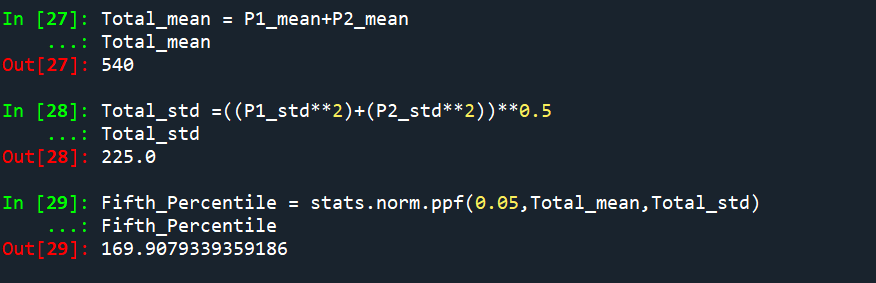 In [27]: Total_mean = P1_mean+P2_mean
...: Total_mean
Out[27]: 540
In [28]: Total_std =((P1_std**2)+(P2_std**2))**0.5
...: Total_std
Out[28]: 225.0
In [29]: Fifth_Percentile = stats.norm.ppf(0.05,Total_mean,Total_std)
...: Fifth_Percentile
Out[29]: 169.9079339359186